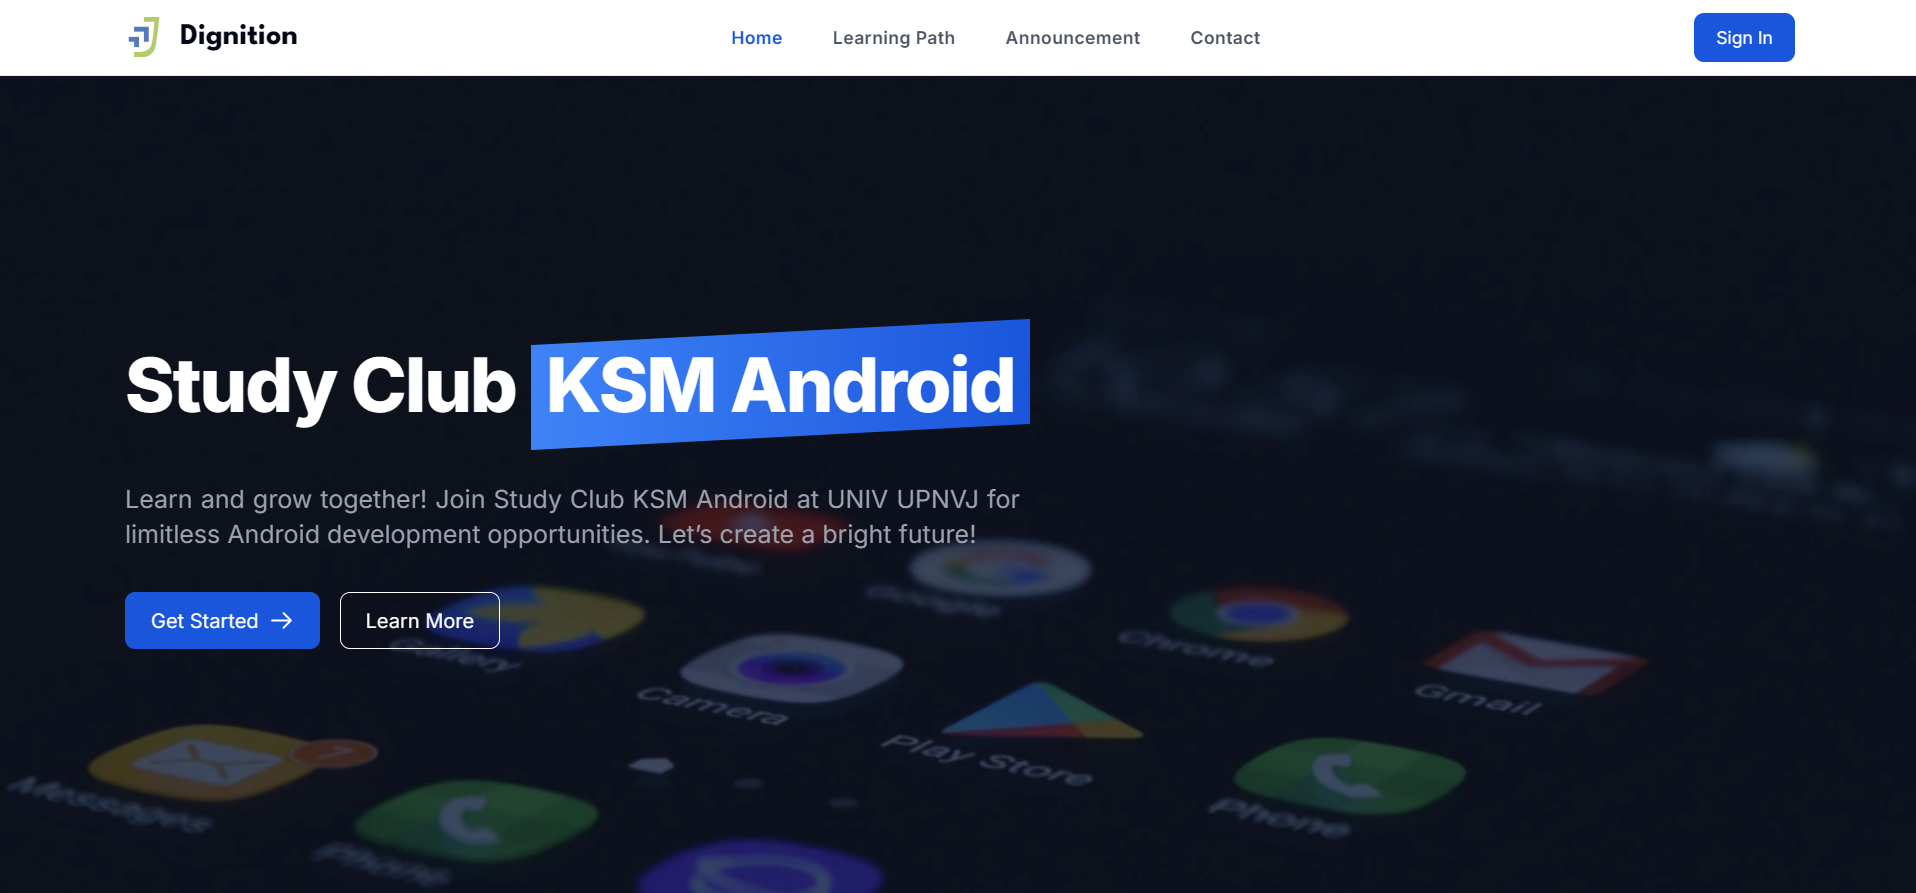 Dignition
Home
Learning Path
Announcement
Contact
Sign In
Study Club KSM Android
Learn and grow together! Join Study Club KSM Android at UNIV UPNVJ for
limitless Android development opportunities. Let’s create a bright future!
Get Started →
Learn More
Google
Gallery
Chrome
Camera
Gmail
Play Store
7
Messages
Phone
Phone